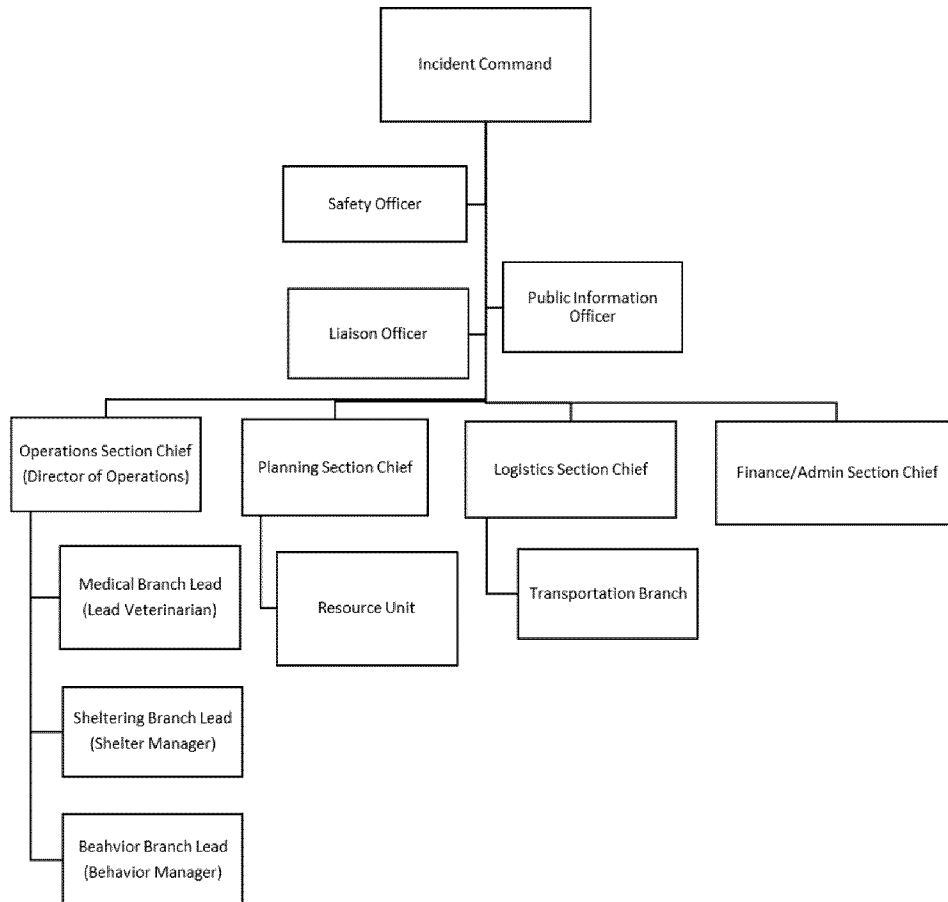 Incident Command
Safety Officer
Public Information
Officer
Liaison Officer
Operations Section Chief
(Director of Operations)
Planning Section Chief
Logistics Section Chief
Finance/Admin Section Chief
Medical Branch Lead
(Lead Veterinarian)
Resource Unit
Transportation Branch
Sheltering Branch Lead
(Shelter Manager)
Beahvior Branch Lead
(Behavior Manager)